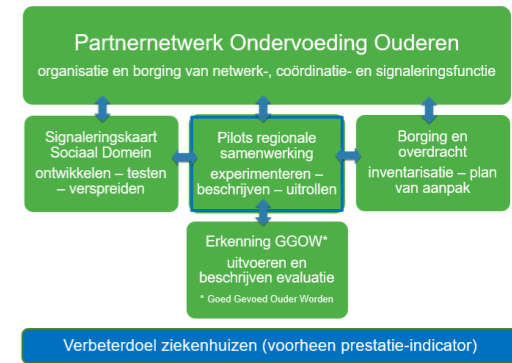 Partnernetwerk Ondervoeding Ouderen
organisatie en borging van netwerk-, coördinatie- en signaleringsfunctie
Signaleringskaart
Sociaal Domein
ontwikkelen – testen
– verspreiden
Pilots regionale
samenwerking
experimenteren –
beschrijven – uitrollen
Borging en
overdracht
inventarisatie – plan
van aanpak
Erkenning GGOW*
uitvoeren en
beschrijven evaluatie
* Goed Gevoed Ouder Worden
Verbeterdoel ziekenhuizen (voorheen prestatie-indicator)